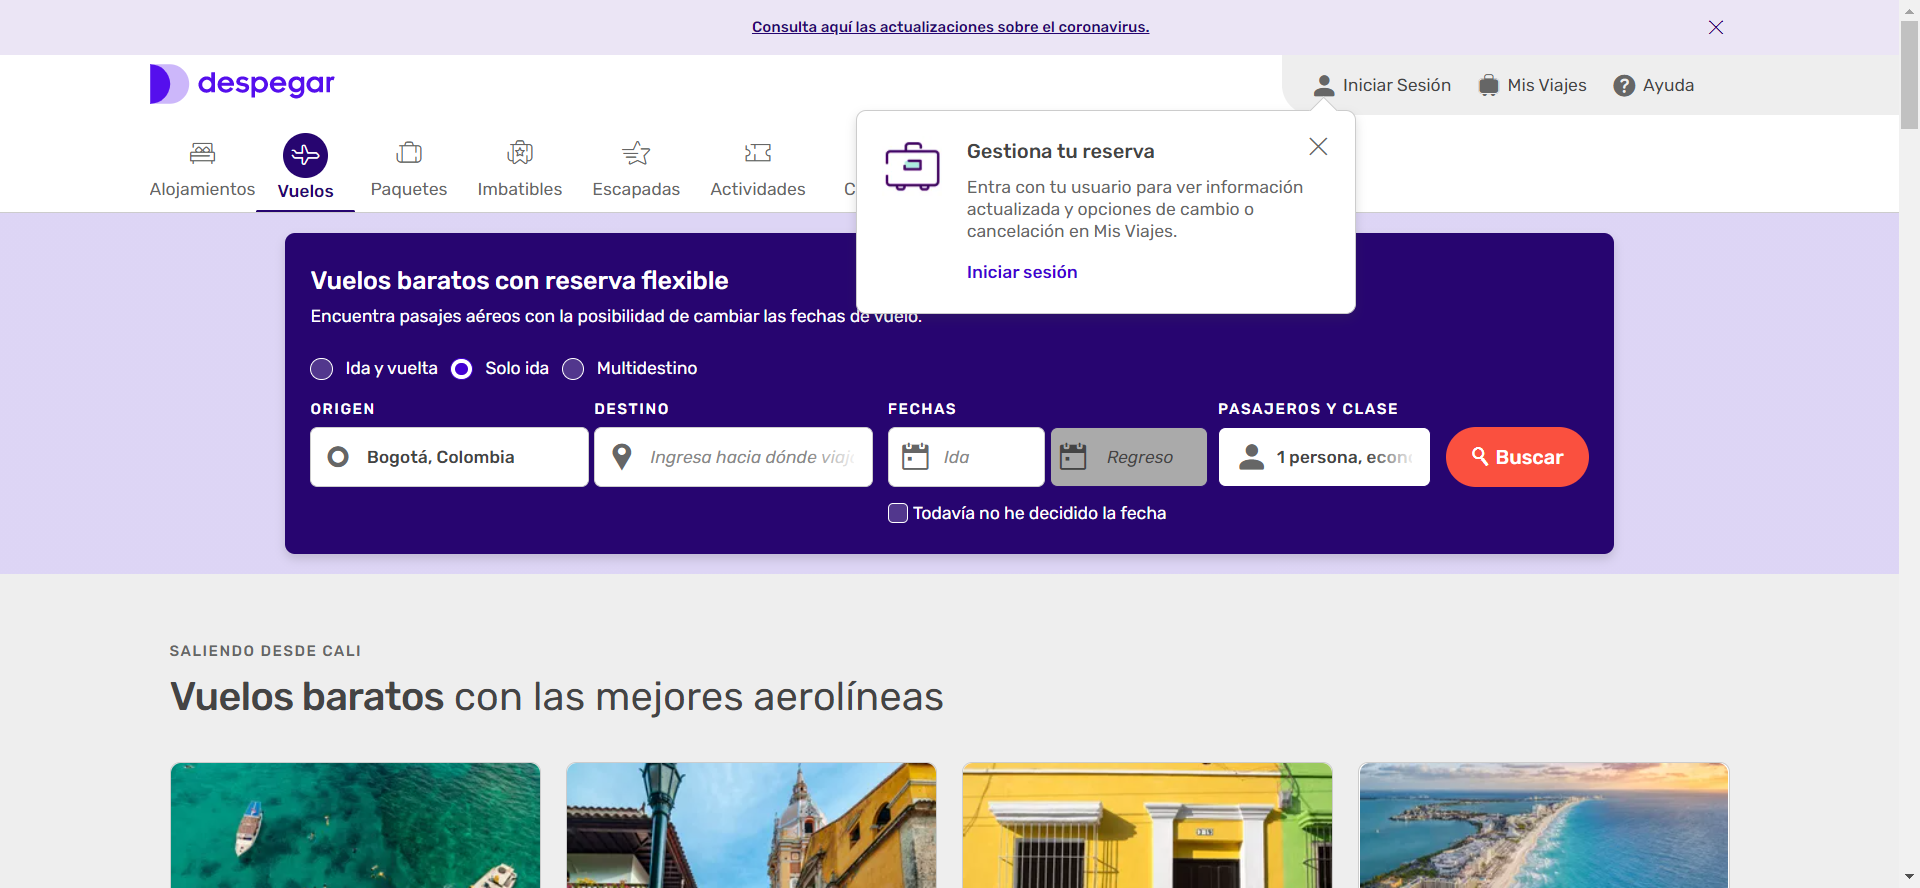 Consulta aquí las actualizaciones sobre el coronavirus.
despegar
Iniciar Sesión
Mis Viajes
Ayuda
Alojamientos
Vuelos
Paquetes
Imbatibles
Escapadas
Actividades
C
Gestiona tu reserva
Entra con tu usuario para ver información
actualizada y opciones de cambio o
cancelación en Mis Viajes.
Iniciar sesión
Vuelos baratos con reserva flexible
Encuentra pasajes aéreos con la posibilidad de cambiar las fechas de vuelo.
Ida y vuelta
Solo ida
Multidestino
ORIGEN
DESTINO
FECHAS
PASAJEROS Y CLASE
Bogotá, Colombia
Ingresa hacia dónde viaj
Ida
Regreso
1 persona, econ
Buscar
Todavía no he decidido la fecha
SALIENDO DESDE CALI
Vuelos baratos con las mejores aerolíneas